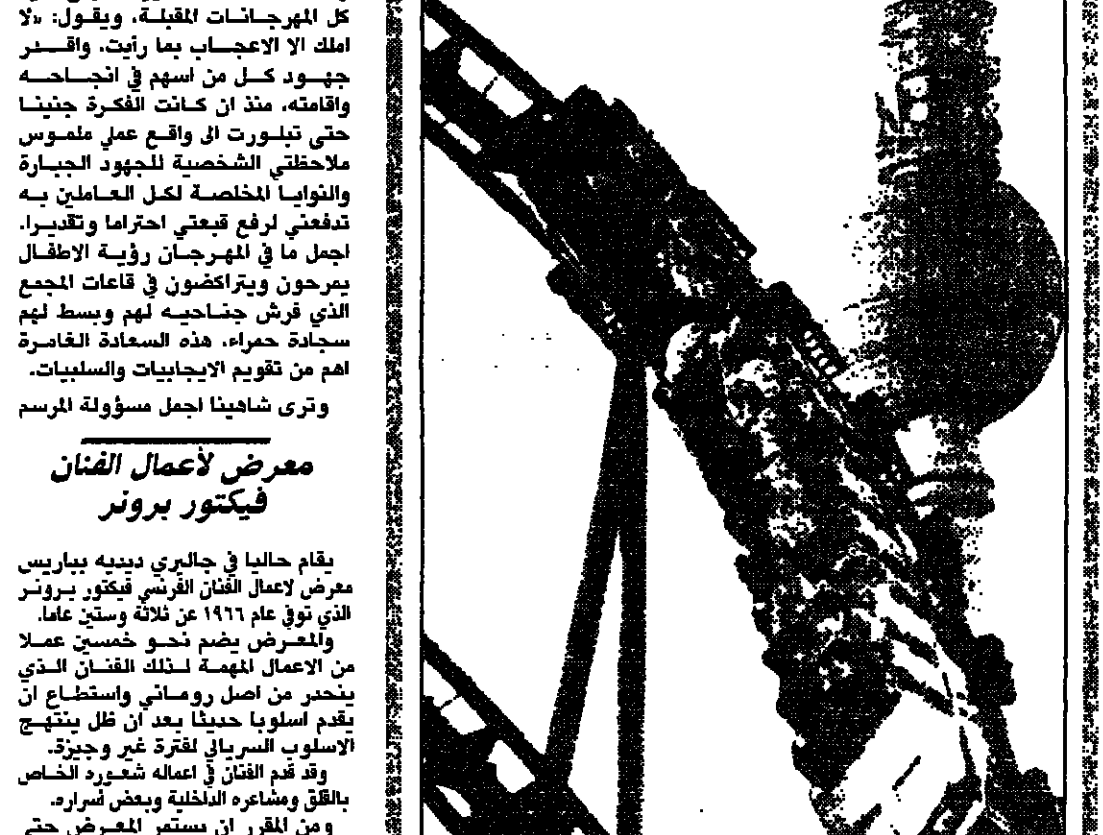 كل المهرجانات المقبلة، ويقول: «لا
املك الا الاعجاب بما رأيت، واقدر
جهود كل من اسهم في انجاحه
واقامته، منذ ان كانت الفكرة جنينا
حتى تبلورت الى واقع عملي ملموس
ملاحظتي الشخصية للجهود الجبارة
والنوايا المخلصة لكل العاملين به
تدفعني لرفع قبعتي احتراما وتقديرا.
اجمل ما في المهرجان رؤية الاطفال
يمرحون ويتراكضون في قاعات المجمع
الذي فرش جناحيه لهم وبسط لهم
سجادة حمراء، هذه السعادة الغامرة
اهم من تقويم الايجابيات والسلبيات.
وترى شاهينا اجمل مسؤولة المرسم
معرض لأعمال الفنان
فيكتور برونر
يقام حاليا في جاليري ديديه بباريس
معرض لاعمال الفنان الفرنسي فيكتور برونر
الذي توفي عام ١٩٦٦ عن ثلاثة وستين عاما.
والمعرض يضم نحو خمسين عملا
من الاعمال المهمة لذلك الفنان الذي
ينحدر من اصل روماني واستطاع ان
يقدم اسلوبا حديثا بعد ان ظل ينتهج
الاسلوب السريالي لفترة غير وجيزة.
وقد قدم الفنان في اعماله شعوره الخاص
بالقلق ومشاعره الداخلية وبعض أسراره.
ومن المقرر ان يستمر المعرض حتى